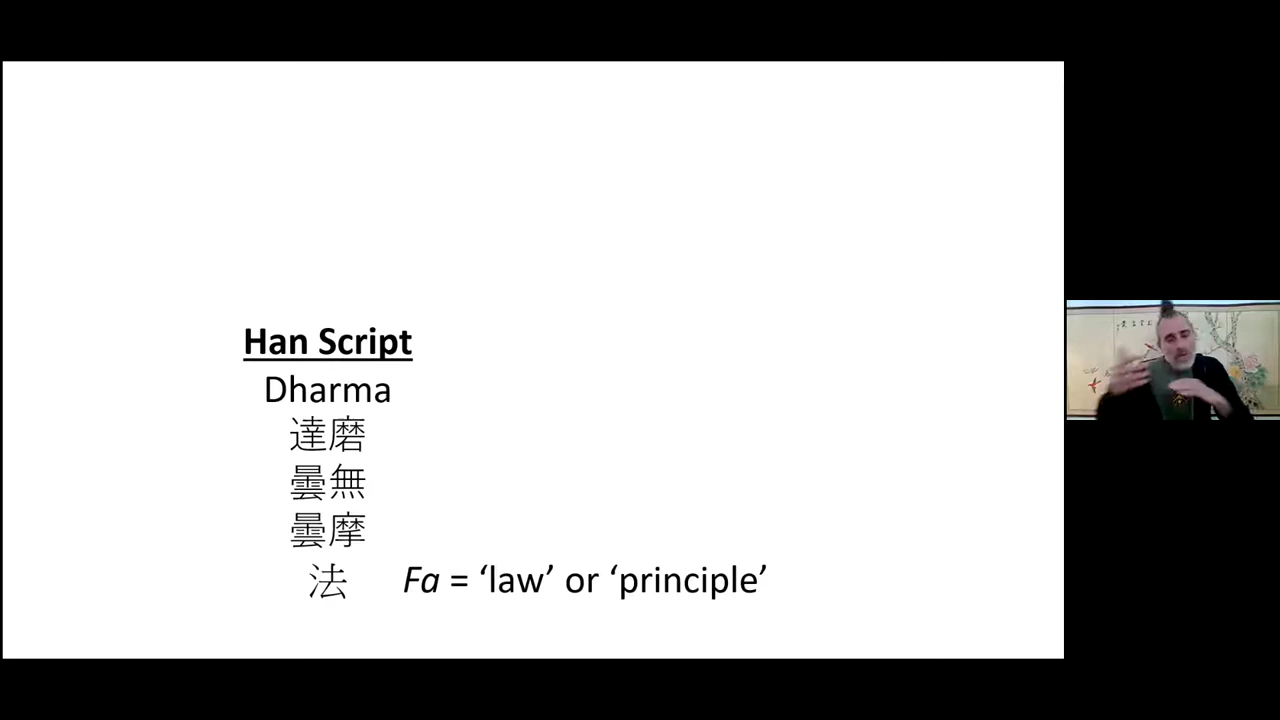 Han Script
Dharma
達磨
曇無
曇摩
法 Fa = ‘law’ or ‘principle’